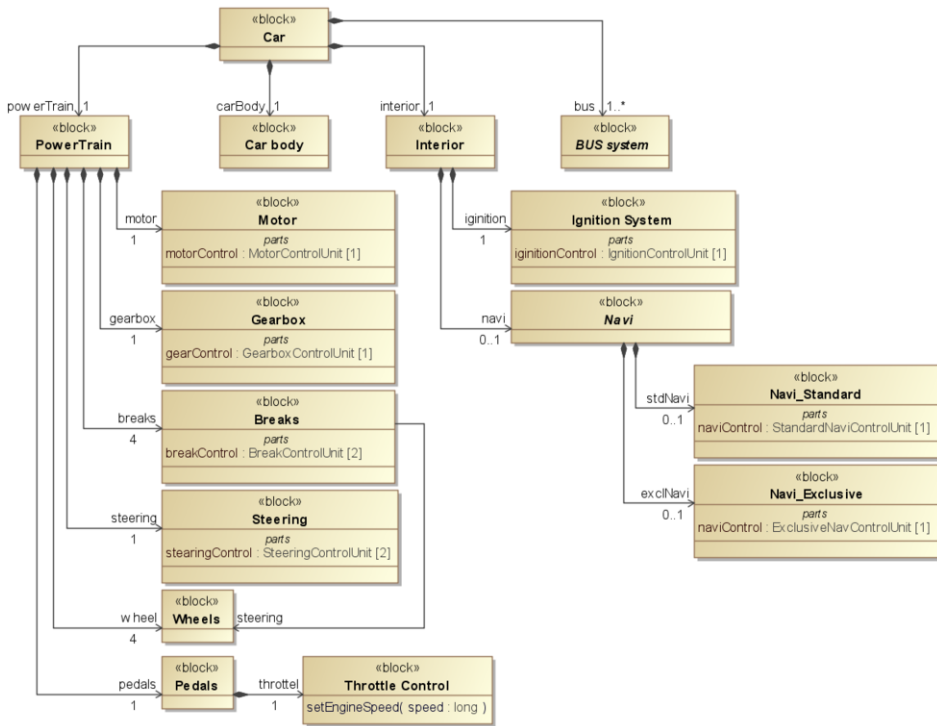 «block»
Car
powerTrain 1
carBody 1
interior 1
bus 1..*
«block»
PowerTrain
«block»
Car body
«block»
Interior
«block»
BUS system
motor
1
«block»
Motor
parts
motorControl : MotorControlUnit [1]
iginition
1
«block»
Ignition System
parts
iginitionControl : IgnitionControlUnit [1]
gearbox
1
«block»
Gearbox
parts
gearControl : GearboxControlUnit [1]
navi
0..1
«block»
Navi
stdNavi
0..1
«block»
Navi_Standard
parts
naviControl : StandardNaviControlUnit [1]
breaks
4
«block»
Breaks
parts
breakControl : BreakControlUnit [2]
exclNavi
0..1
«block»
Navi_Exclusive
parts
naviControl : ExclusiveNavControlUnit [1]
steering
1
«block»
Steering
parts
stearingControl : SteeringControlUnit [2]
wheel
4
«block»
Wheels
steering
pedals
1
«block»
Pedals
throttel
1
«block»
Throttle Control
setEngineSpeed( speed : long )